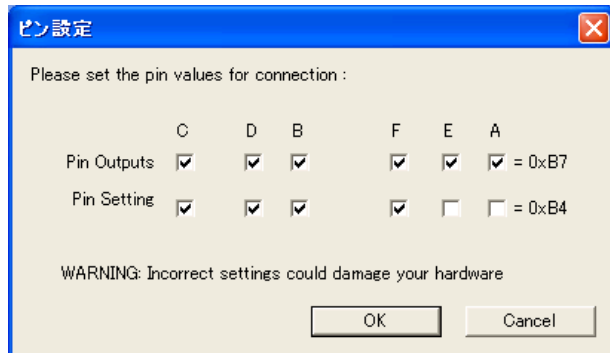 ピン設定
Please set the pin values for connection :
C D B F E A
Pin Outputs = 0xB7
Pin Setting = 0xB4
WARNING: Incorrect settings could damage your hardware
OK Cancel